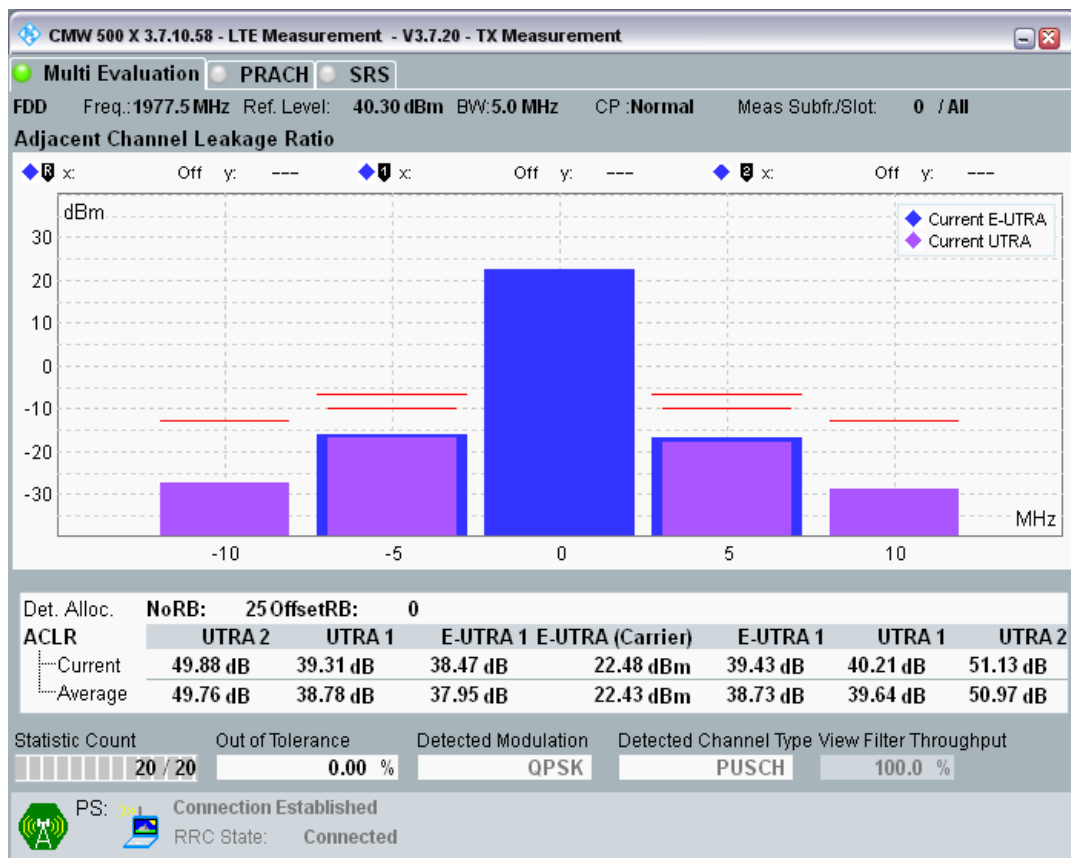 CMW 500 X 3.7.10.58 - LTE Measurement - V3.7.20 - TX Measurement
Multi Evaluation PRACH SRS
FDD Freq.:1977.5 MHz Ref. Level: 40.30 dBm BW:5.0 MHz CP :Normal Meas Subfr./Slot: 0 / All
Adjacent Channel Leakage Ratio
R x: Off y: --- 1 x: Off y: --- 2 x: Off y: ---
dBm
Current E-UTRA
Current UTRA
30
20
10
0
-10
-20
-30
MHz
-10 -5 0 5 10
Det. Alloc. NoRB: 25 OffsetRB: 0
ACLR UTRA 2 UTRA 1 E-UTRA 1 E-UTRA (Carrier) E-UTRA 1 UTRA 1 UTRA 2
Current 49.88 dB 39.31 dB 38.47 dB 22.48 dBm 39.43 dB 40.21 dB 51.13 dB
Average 49.76 dB 38.78 dB 37.95 dB 22.43 dBm 38.73 dB 39.64 dB 50.97 dB
Statistic Count Out of Tolerance Detected Modulation Detected Channel Type View Filter Throughput
20 / 20 0.00 % QPSK PUSCH 100.0 %
PS: Connection Established
RRC State: Connected